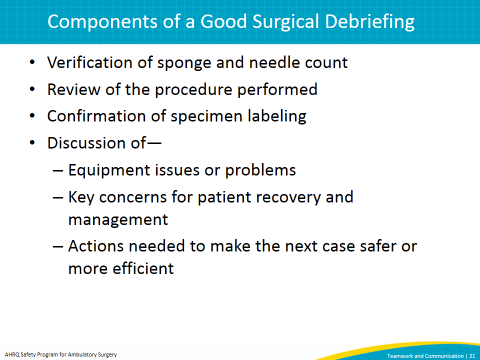 Components of a Good Surgical Debriefing
• Verification of sponge and needle count
• Review of the procedure performed
• Confirmation of specimen labeling
• Discussion of—
– Equipment issues or problems
– Key concerns for patient recovery and
management
– Actions needed to make the next case safer or
more efficient
AHRQ Safety Program for Ambulatory Surgery
Teamwork and Communication | 21